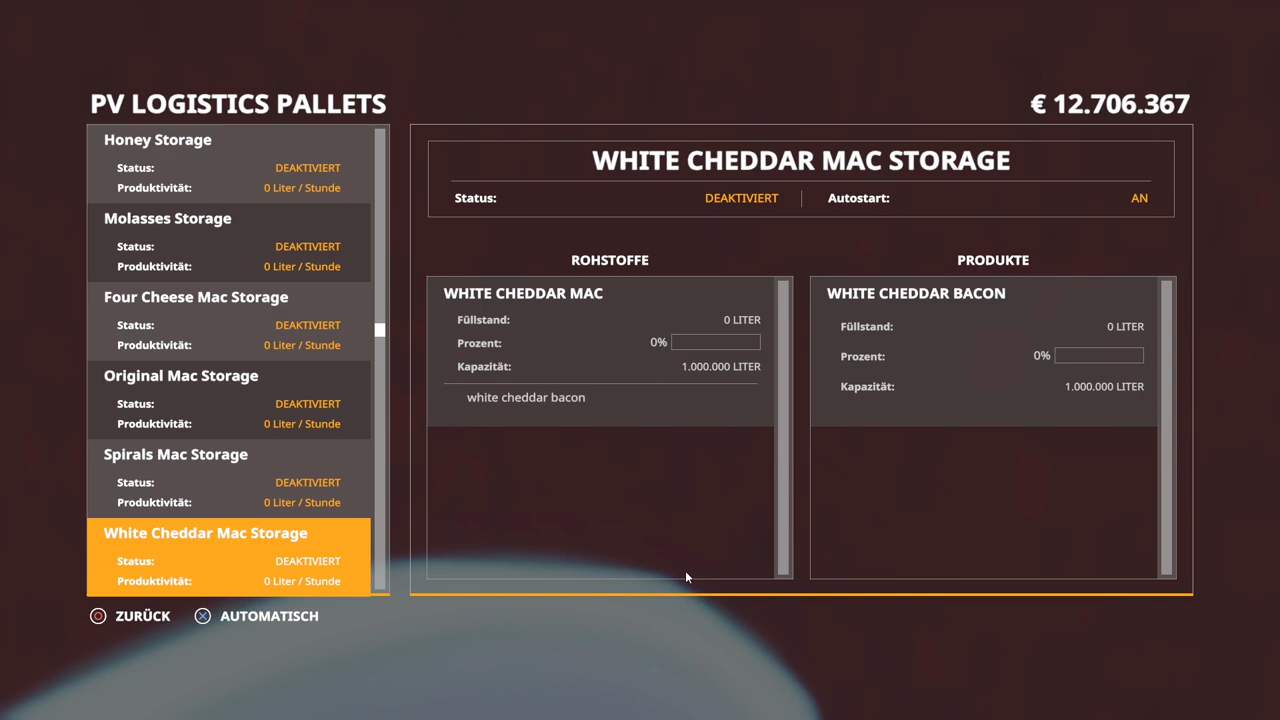 PV LOGISTICS PALLETS
€ 12.706.367
Honey Storage
Status: DEAKTIVIERT
Produktivität: 0 Liter / Stunde
Molasses Storage
Status: DEAKTIVIERT
Produktivität: 0 Liter / Stunde
Four Cheese Mac Storage
Status: DEAKTIVIERT
Produktivität: 0 Liter / Stunde
Original Mac Storage
Status: DEAKTIVIERT
Produktivität: 0 Liter / Stunde
Spirals Mac Storage
Status: DEAKTIVIERT
Produktivität: 0 Liter / Stunde
White Cheddar Mac Storage
Status: DEAKTIVIERT
Produktivität: 0 Liter / Stunde
WHITE CHEDDAR MAC STORAGE
Status: DEAKTIVIERT Autostart: AN
ROHSTOFFE
WHITE CHEDDAR MAC
Füllstand: 0 LITER
Prozent: 0%
Kapazität: 1.000.000 LITER
white cheddar bacon
PRODUKTE
WHITE CHEDDAR BACON
Füllstand: 0 LITER
Prozent: 0%
Kapazität: 1.000.000 LITER
ZURÜCK AUTOMATISCH